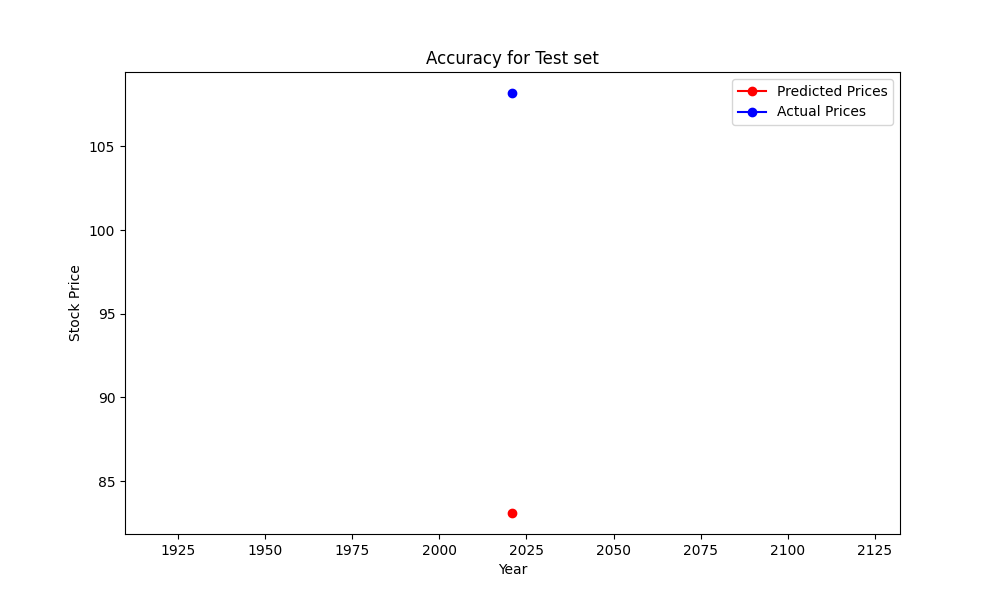 Accuracy for Test set
Predicted Prices
Actual Prices
105
100
95
90
85
Stock Price
1925 1950 1975 2000 2025 2050 2075 2100 2125
Year